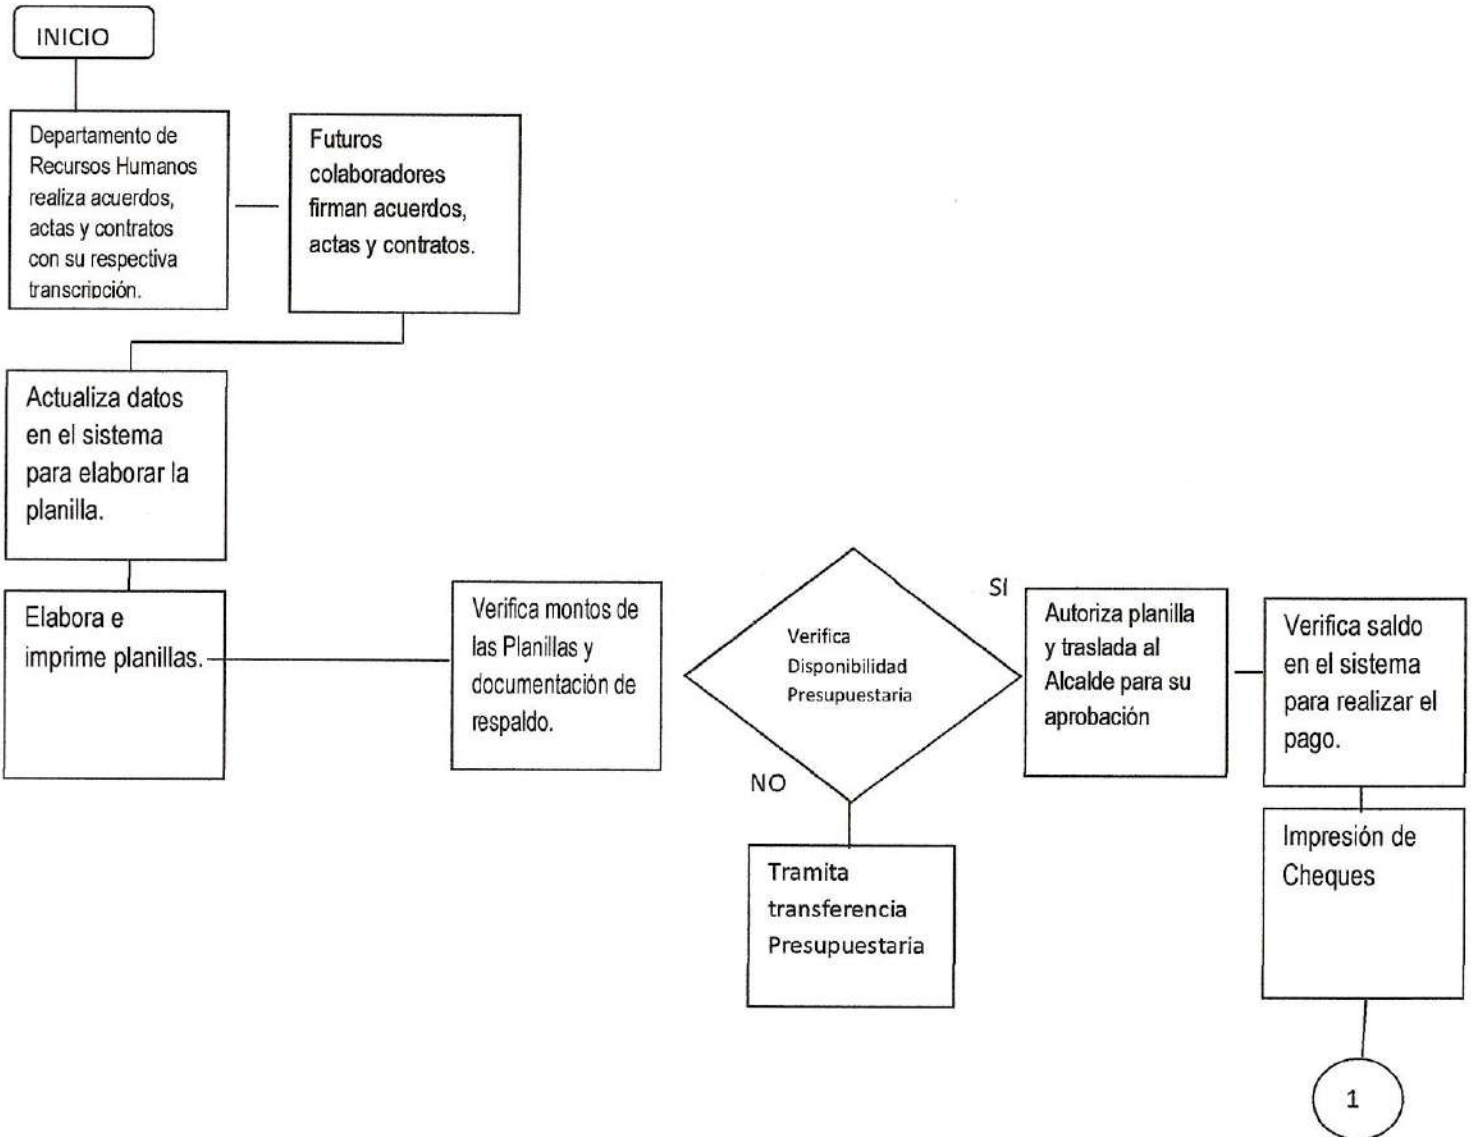 INICIO
Departamento de
Recursos Humanos
realiza acuerdos,
actas y contratos
con su respectiva
transcripción.
Futuros
colaboradores
firman acuerdos,
actas y contratos.
Actualiza datos
en el sistema
para elaborar la
planilla.
Elabora e
imprime planillas.
Verifica montos de
las Planillas y
documentación de
respaldo.
Verifica
Disponibilidad
Presupuestaria
SI
NO
Autoriza planilla
y traslada al
Alcalde para su
aprobación
Verifica saldo
en el sistema
para realizar el
pago.
Tramita
transferencia
Presupuestaria
Impresión de
Cheques
1